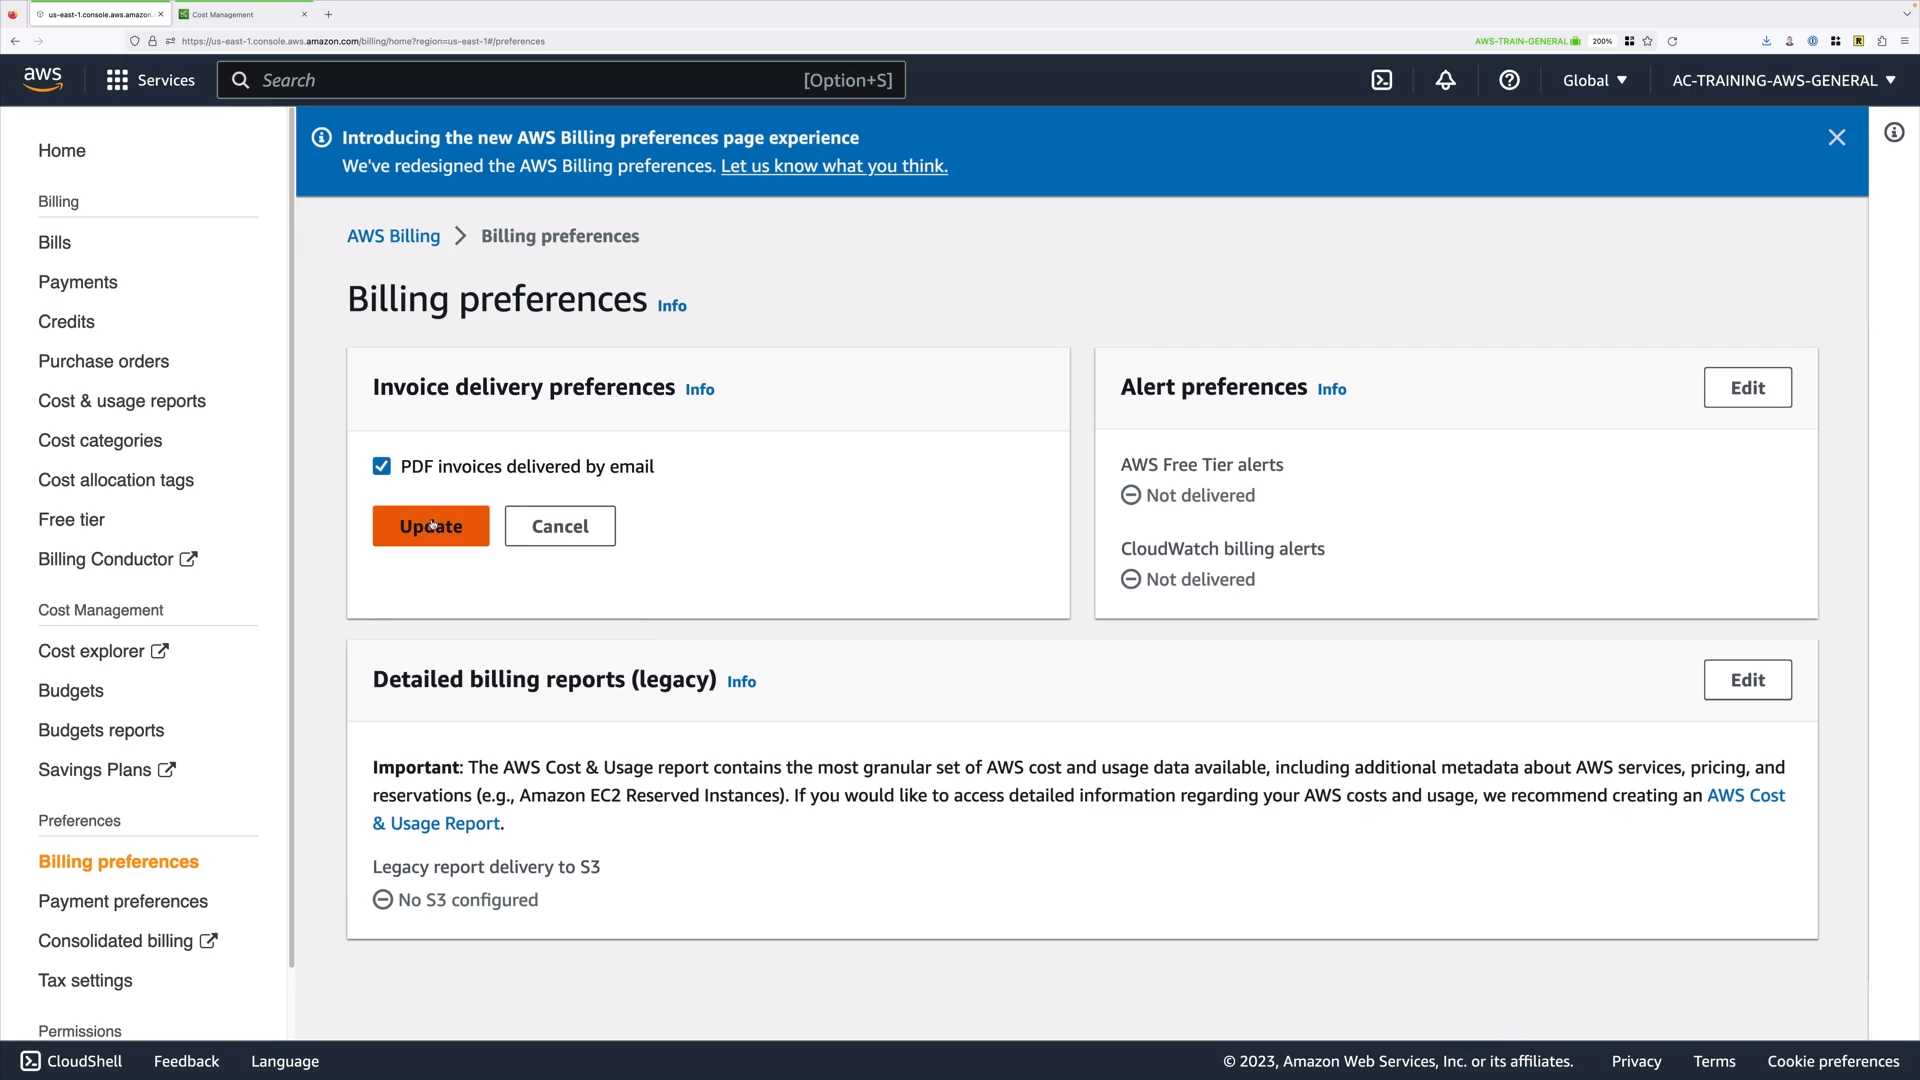 us-east-1.console.aws.amazon.
Cost Management
https://us-east-1.console.aws.amazon.com/billing/home?region=us-east-1#/preferences
AWS-TRAIN-GENERAL
200%
aws
Services
Search
[Option+S]
Global
AC-TRAINING-AWS-GENERAL
Home
Billing
Bills
Payments
Credits
Purchase orders
Cost & usage reports
Cost categories
Cost allocation tags
Free tier
Billing Conductor
Cost Management
Cost explorer
Budgets
Budgets reports
Savings Plans
Preferences
Billing preferences
Payment preferences
Consolidated billing
Tax settings
Permissions
Introducing the new AWS Billing preferences page experience
We've redesigned the AWS Billing preferences. Let us know what you think.
AWS Billing
Billing preferences
Billing preferences Info
Invoice delivery preferences Info
PDF invoices delivered by email
Update
Cancel
Alert preferences Info
Edit
AWS Free Tier alerts
Not delivered
CloudWatch billing alerts
Not delivered
Detailed billing reports (legacy) Info
Edit
Important: The AWS Cost & Usage report contains the most granular set of AWS cost and usage data available, including additional metadata about AWS services, pricing, and
reservations (e.g., Amazon EC2 Reserved Instances). If you would like to access detailed information regarding your AWS costs and usage, we recommend creating an AWS Cost
& Usage Report.
Legacy report delivery to S3
No S3 configured
CloudShell
Feedback
Language
© 2023, Amazon Web Services, Inc. or its affiliates.
Privacy
Terms
Cookie preferences